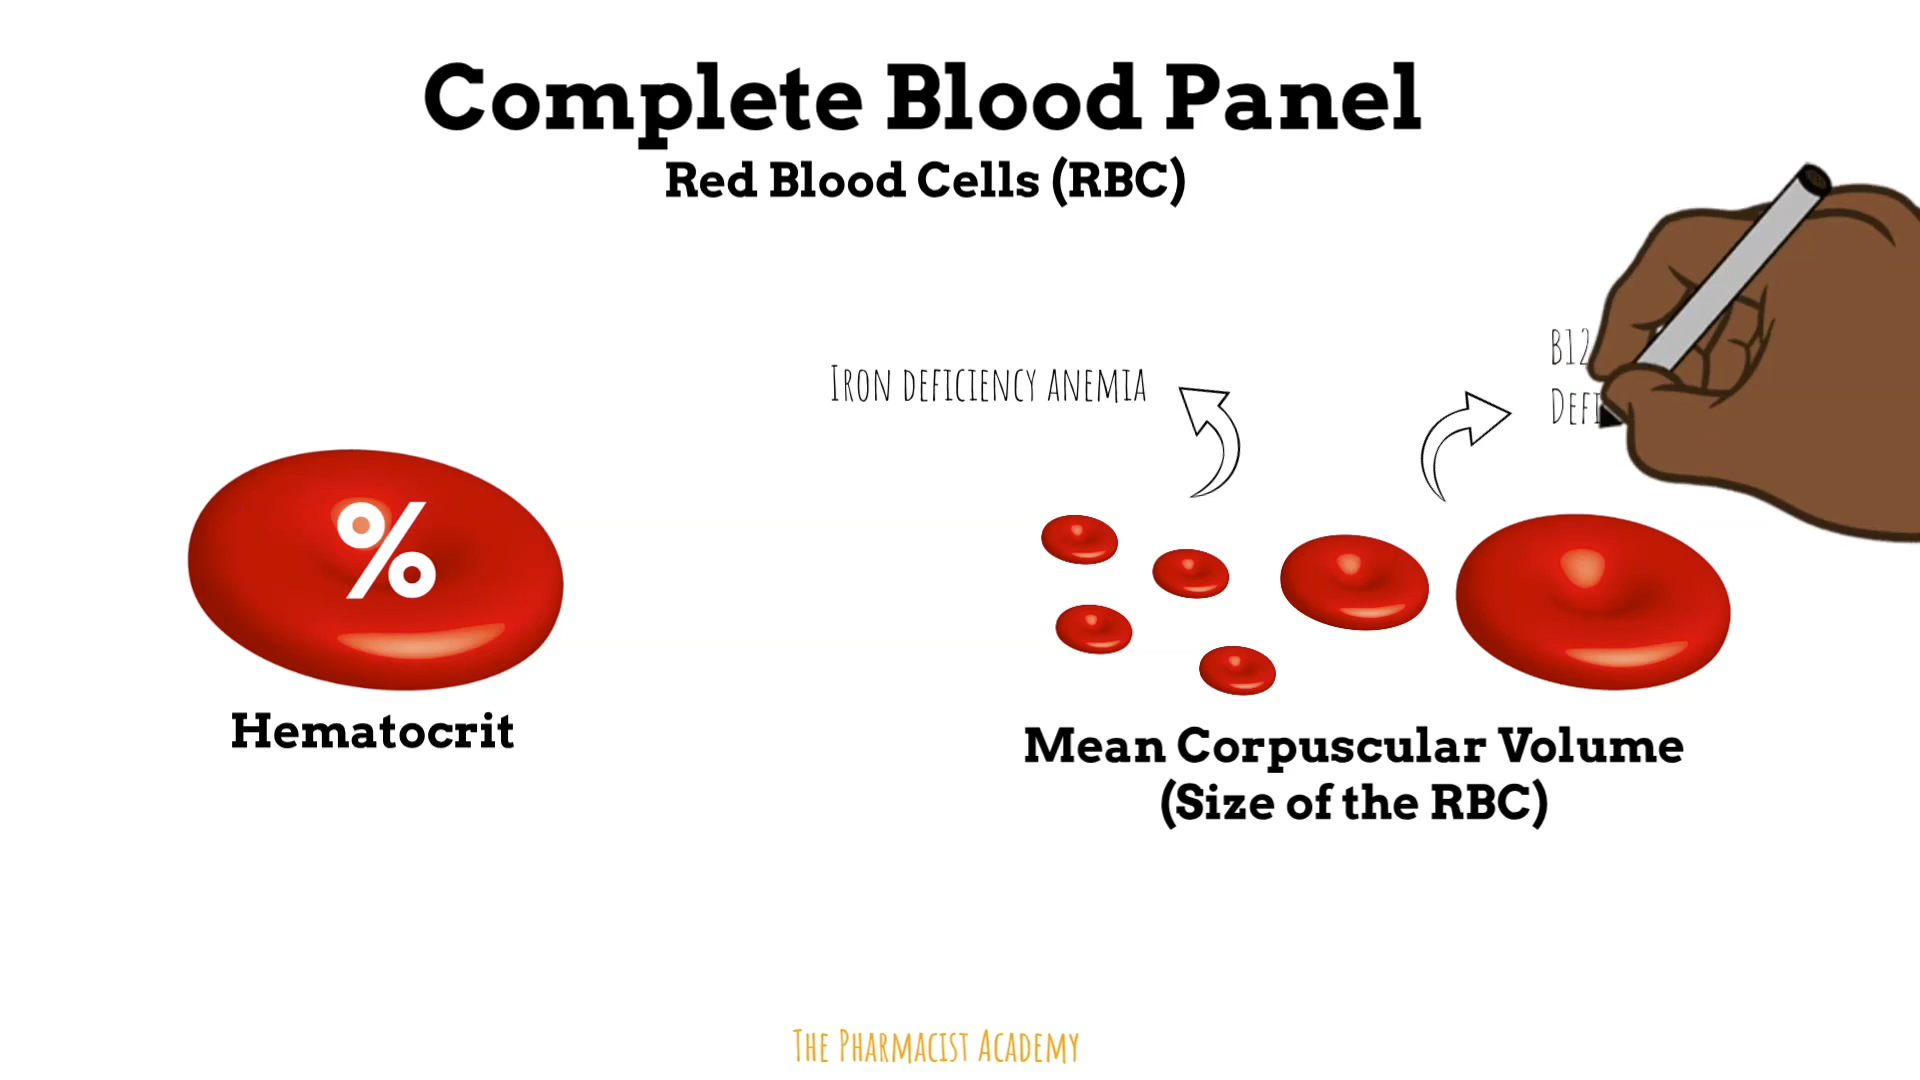 Complete Blood Panel
Red Blood Cells (RBC)
Iron deficiency anemia
B12
%
Hematocrit
Mean Corpuscular Volume
(Size of the RBC)
The Pharmacist Academy